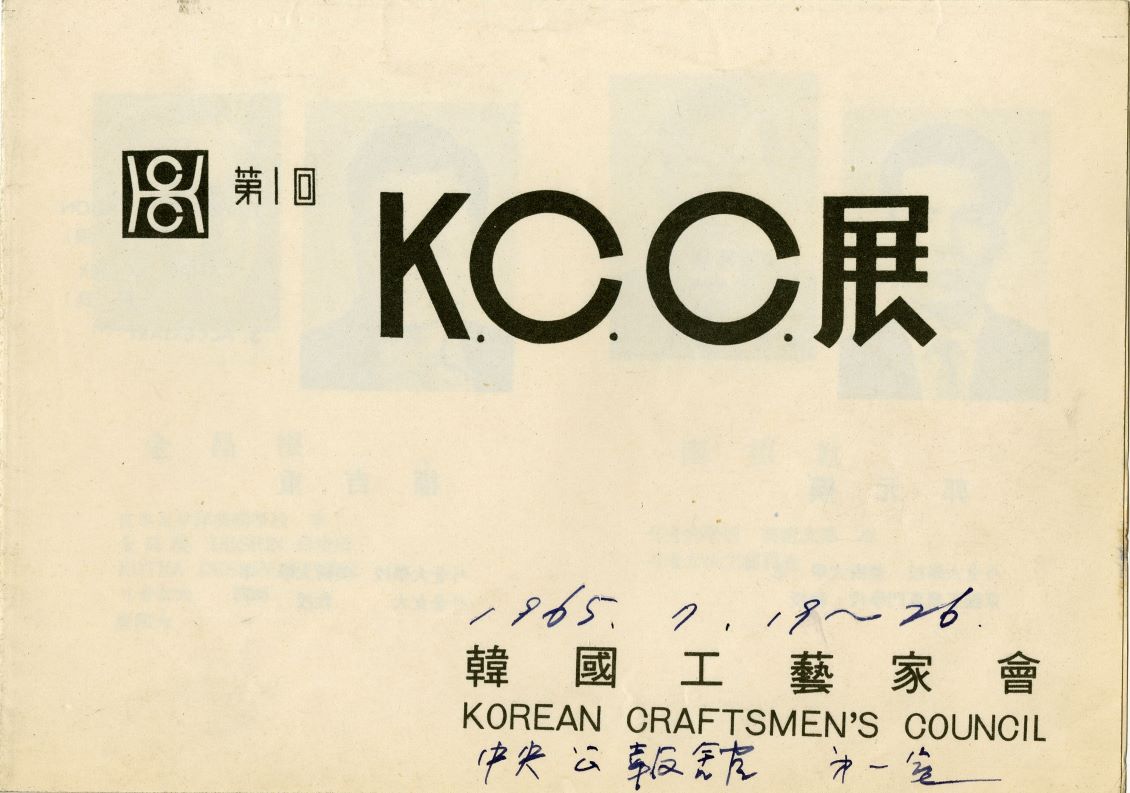 第1回
K.C.C.展
1965. 7. 19~26.
韓國工藝家會
KOREAN CRAFTSMEN'S COUNCIL
中央公報舘 第一室